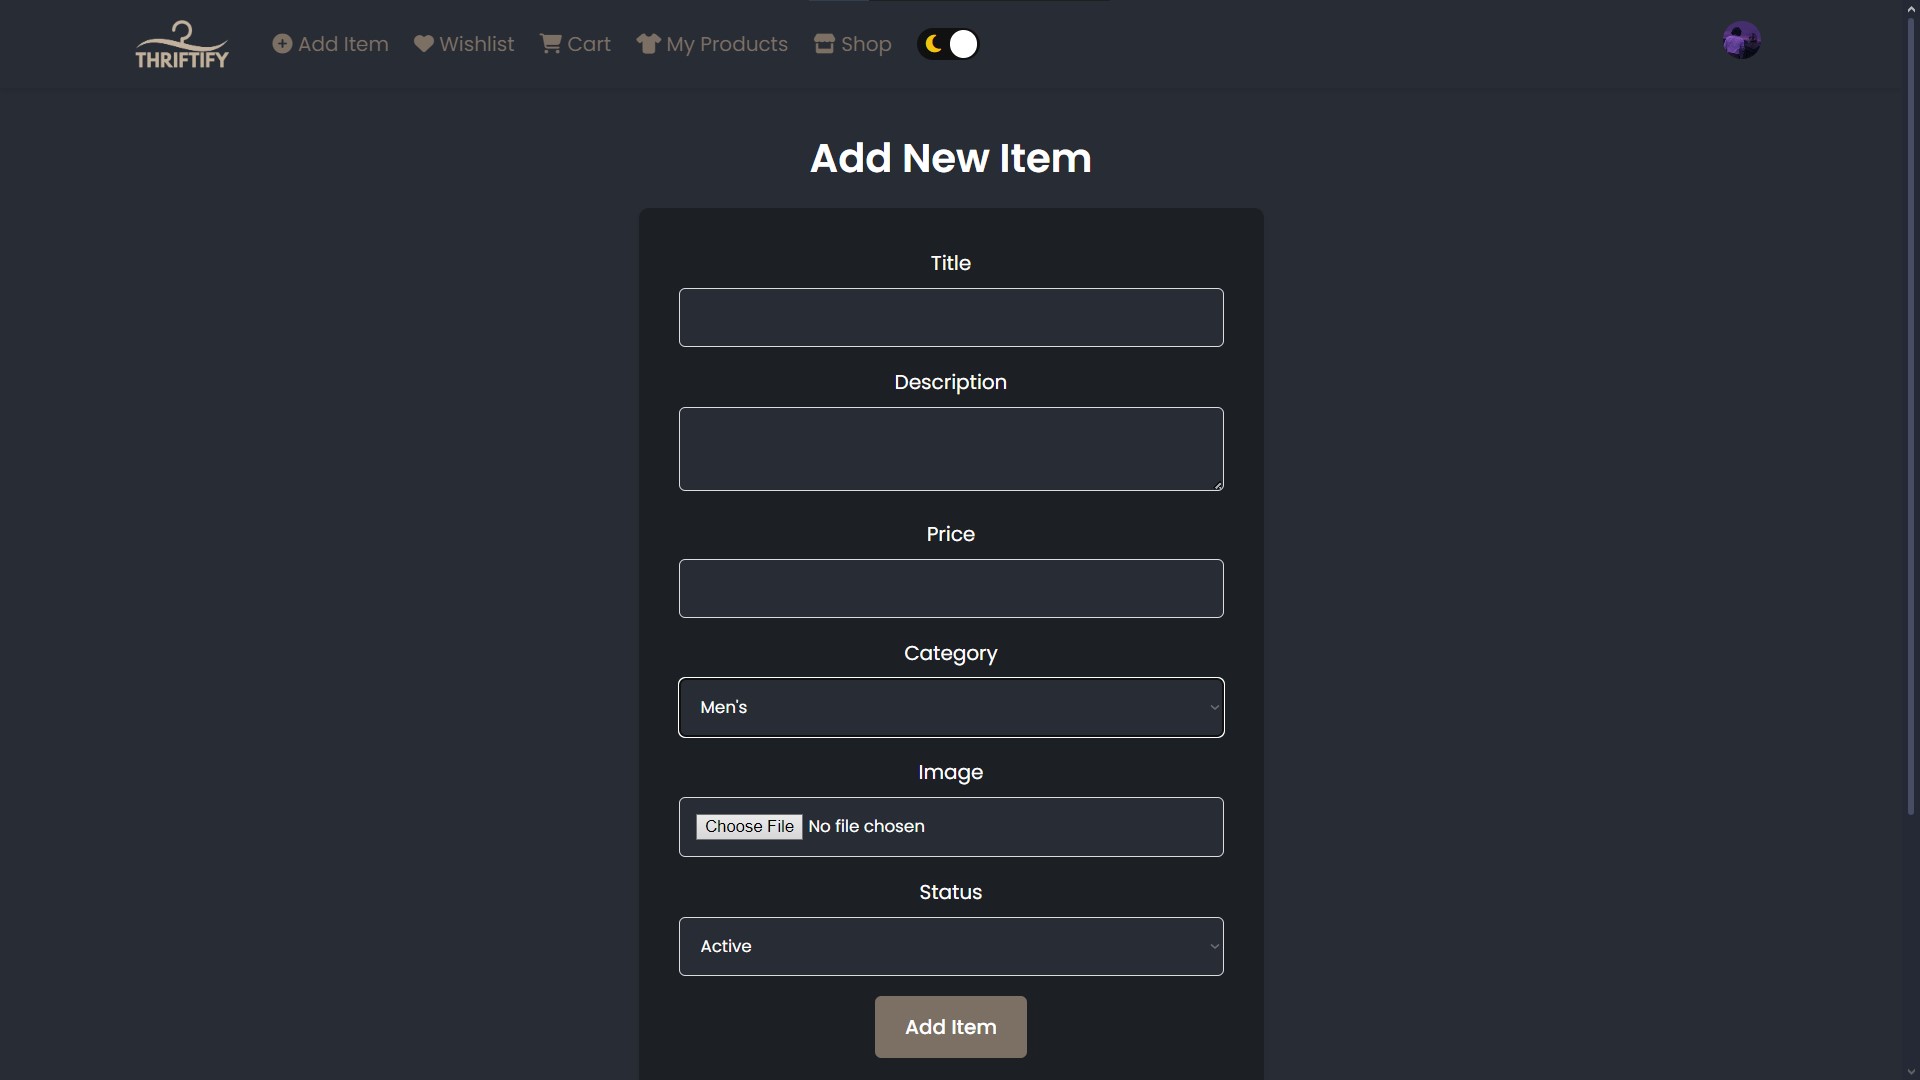 THRIFTIFY
Add Item
Wishlist
Cart
My Products
Shop
Add New Item
Title
Description
Price
Category
Men's
Image
Choose File No file chosen
Status
Active
Add Item